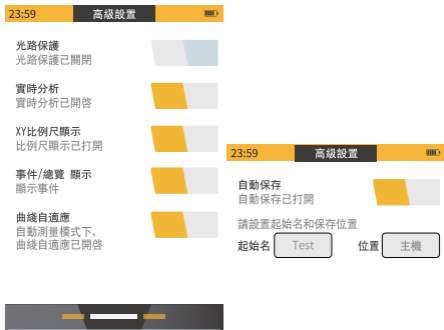 23:59 高級設置
光路保護
光路保護已關閉
實時分析
實時分析已開啓
XY比例尺顯示
比例尺顯示已打開
事件/總覽 顯示
顯示事件
曲綫自適應
自動測量模式下,
曲綫自適應已開啓
23:59 高級設置
自動保存
自動保存已打開
請設置起始名和保存位置
起始名 Test 位置 主機